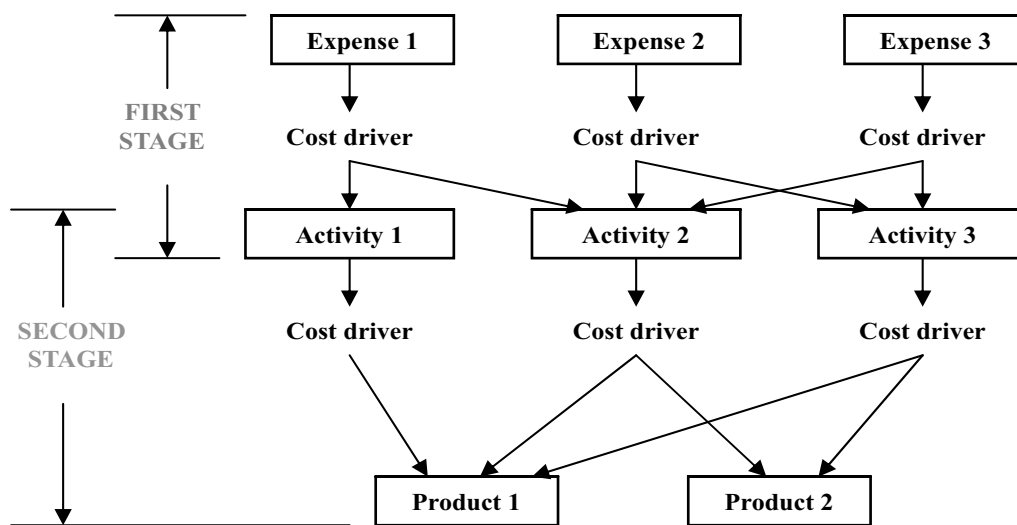 Expense 1
Expense 2
Expense 3
FIRST
STAGE
Cost driver
Cost driver
Cost driver
Activity 1
Activity 2
Activity 3
SECOND
STAGE
Cost driver
Cost driver
Cost driver
Product 1
Product 2